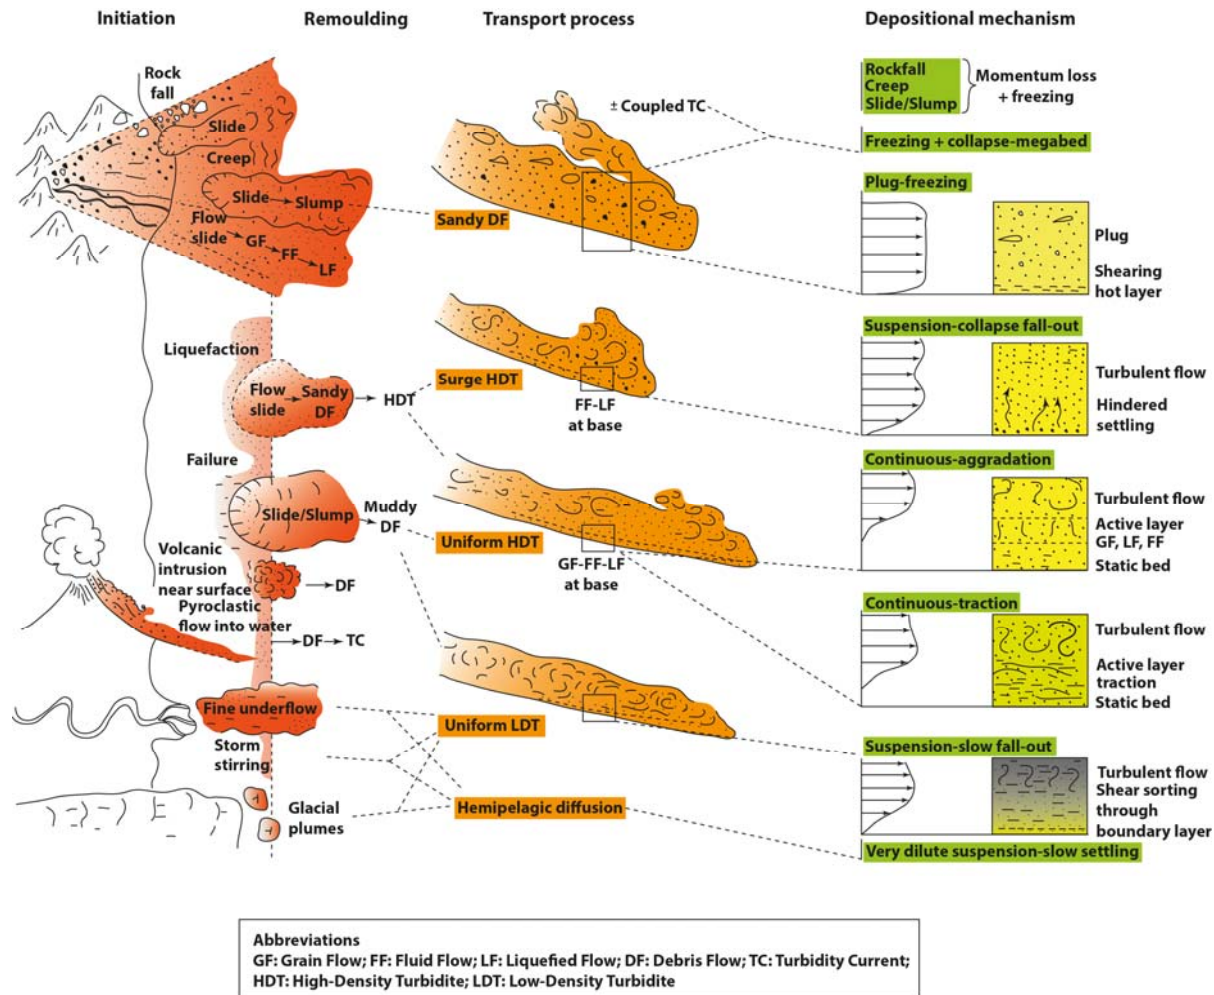 Initiation
Remoulding
Transport process
Depositional mechanism
Rock
fall
Slide
Creep
Slide
Slump
Flow
slide
GF
FF
LF
Liquefaction
Flow
slide
Sandy
DF
HDT
Failure
Slide/Slump
Muddy
DF
Volcanic
intrusion
near surface
DF
Pyroclastic
flow into water
DF
TC
Fine underflow
Storm
stirring
Glacial
plumes
± Coupled TC
Sandy DF
Surge HDT
FF-LF
at base
Uniform HDT
GF-FF-LF
at base
Uniform LDT
Hemipelagic diffusion
Rockfall
Creep
Slide/Slump
Momentum loss
+ freezing
Freezing + collapse-megabed
Plug-freezing
Plug
Shearing
hot layer
Suspension-collapse fall-out
Turbulent flow
Hindered
settling
Continuous-aggradation
Turbulent flow
Active layer
GF, LF, FF
Static bed
Continuous-traction
Turbulent flow
Active layer
traction
Static bed
Suspension-slow fall-out
Turbulent flow
Shear sorting
through
boundary layer
Very dilute suspension-slow settling
Abbreviations
GF: Grain Flow; FF: Fluid Flow; LF: Liquefied Flow; DF: Debris Flow; TC: Turbidity Current;
HDT: High-Density Turbidite; LDT: Low-Density Turbidite